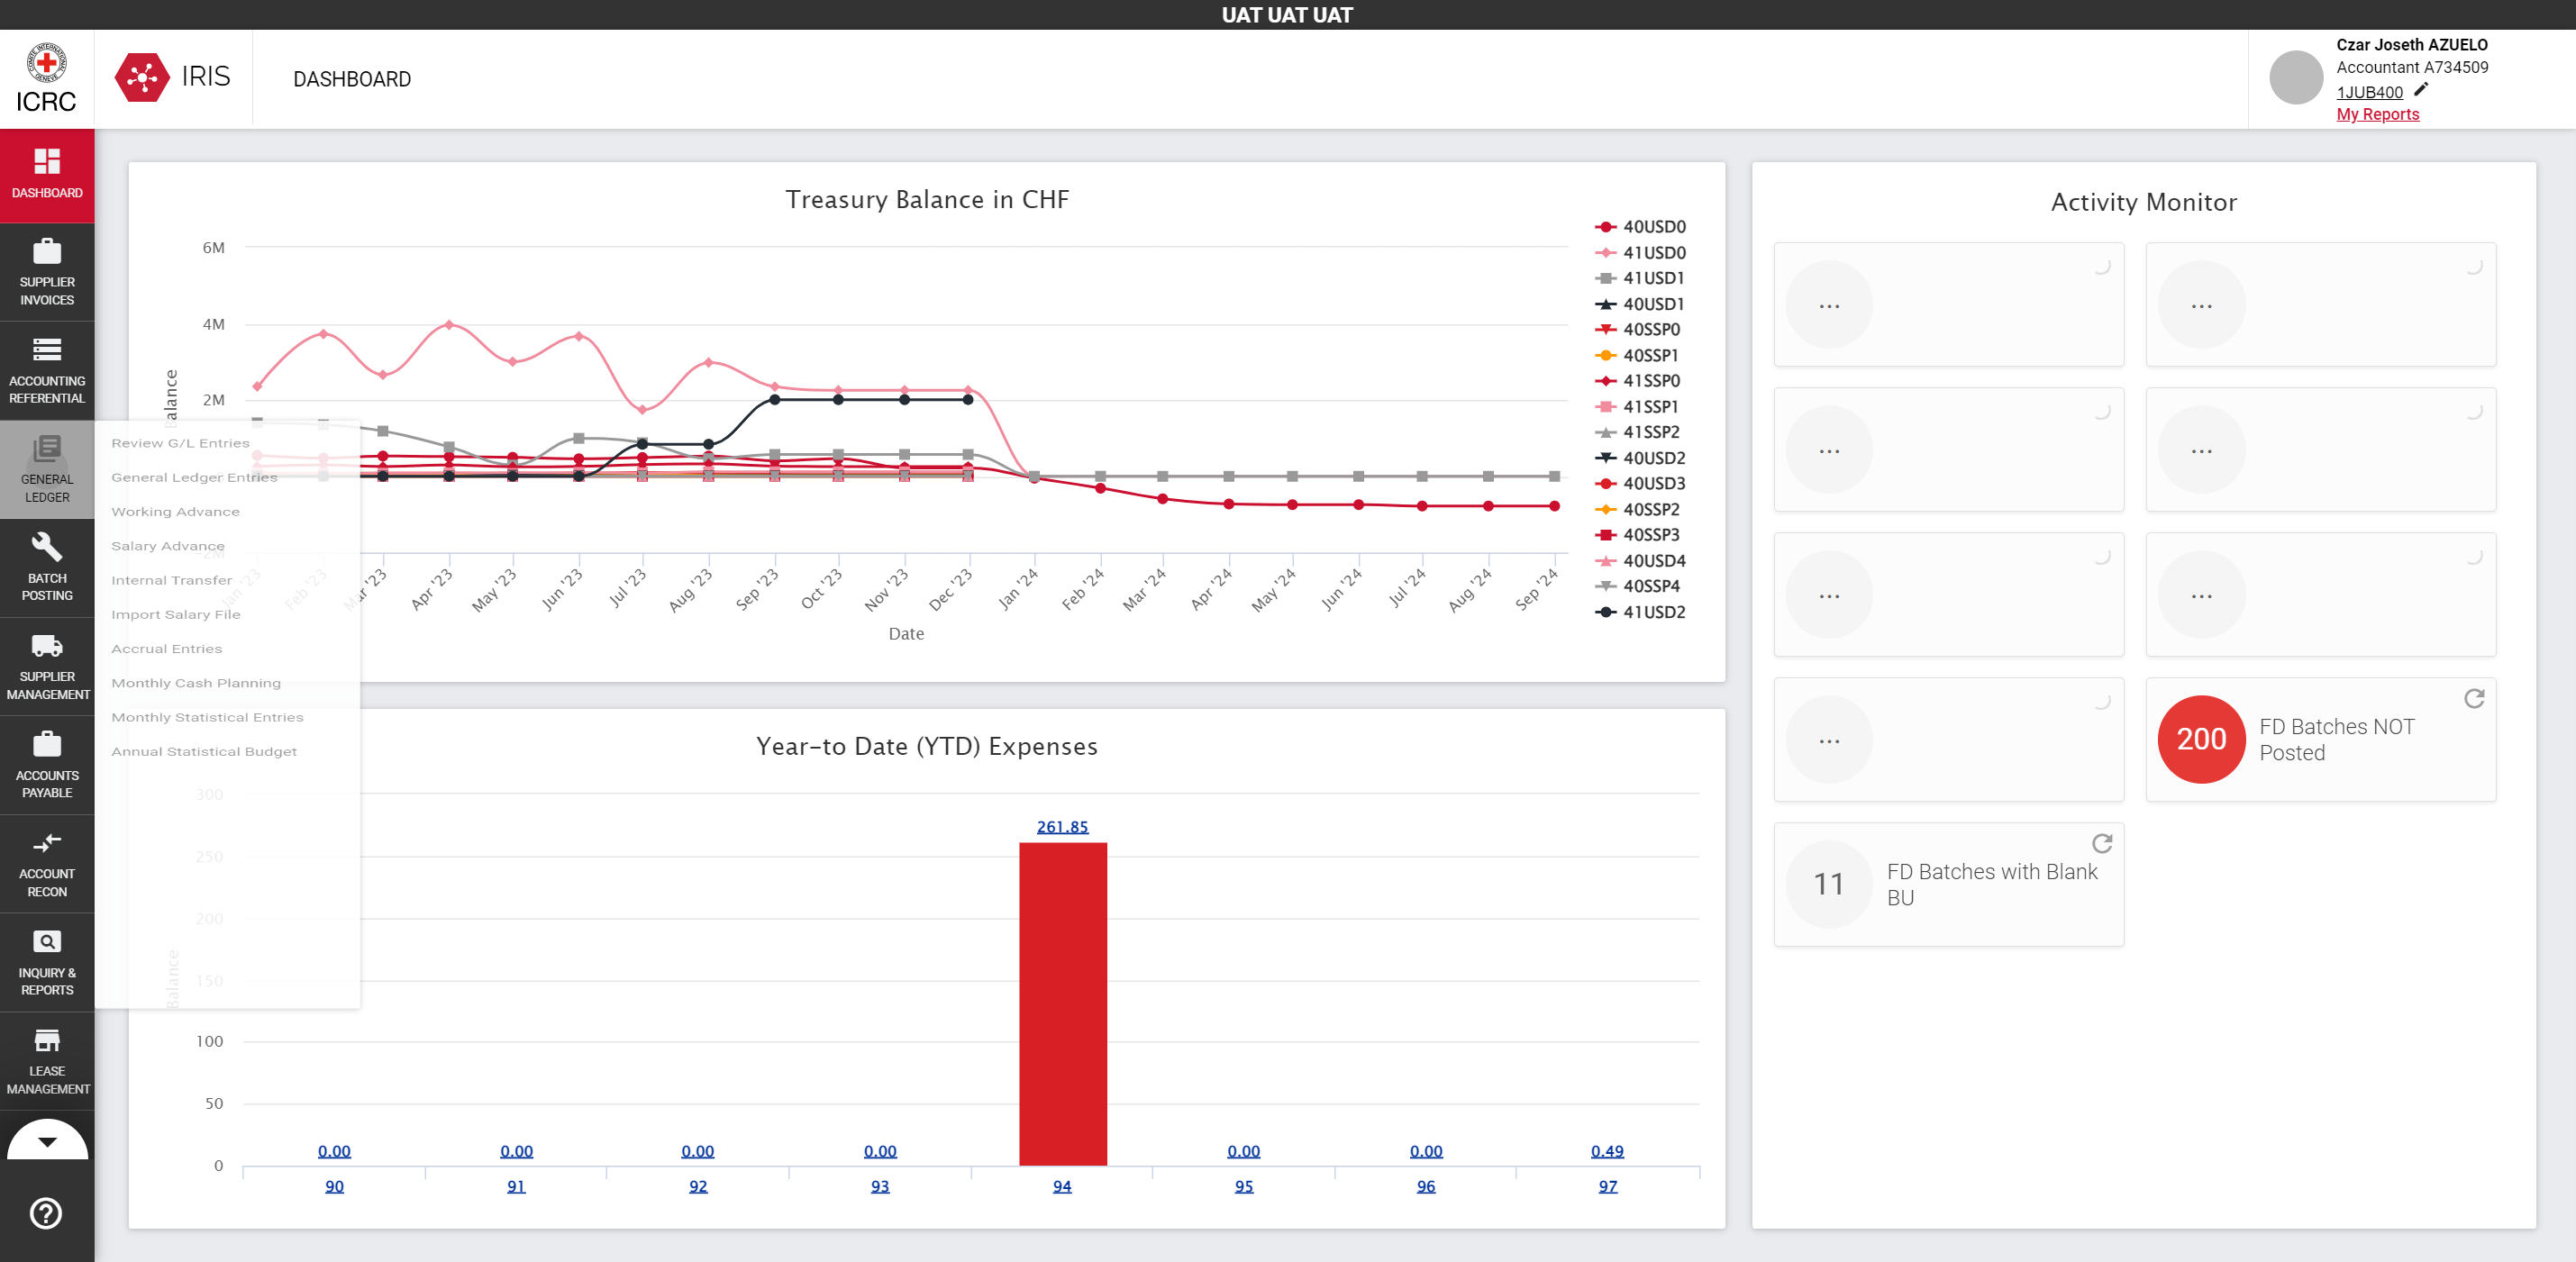 UAT UAT UAT
ICRC
IRIS
DASHBOARD
Czar Joseth AZUELO
Accountant A734509
1JUB400
My Reports
DASHBOARD
SUPPLIER
INVOICES
ACCOUNTING
REFERENTIAL
GENERAL
LEDGER
BATCH
POSTING
SUPPLIER
MANAGEMENT
ACCOUNTS
PAYABLE
ACCOUNT
RECON
INQUIRY &
REPORTS
LEASE
MANAGEMENT
Review G/L Entries
General Ledger Entries
Working Advance
Salary Advance
Internal Transfer
Import Salary File
Accrual Entries
Monthly Cash Planning
Monthly Statistical Entries
Annual Statistical Budget
Treasury Balance in CHF
6M
4M
2M
-2M
Balance
Jan '23
Feb '23
Mar '23
Apr '23
May '23
Jun '23
Jul '23
Aug '23
Sep '23
Oct '23
Nov '23
Dec '23
Jan '24
Feb '24
Mar '24
Apr '24
May '24
Jun '24
Jul '24
Aug '24
Sep '24
Date
40USD0
41USD0
41USD1
40USD1
40SSP0
40SSP1
41SSP0
41SSP1
41SSP2
40USD2
40USD3
40SSP2
40SSP3
40USD4
40SSP4
41USD2
Year-to Date (YTD) Expenses
300
250
200
150
100
50
0
Balance
0.00
0.00
0.00
0.00
261.85
0.00
0.00
0.49
90
91
92
93
94
95
96
97
Activity Monitor
...
...
...
...
...
...
...
200
FD Batches NOT
Posted
11
FD Batches with Blank
BU